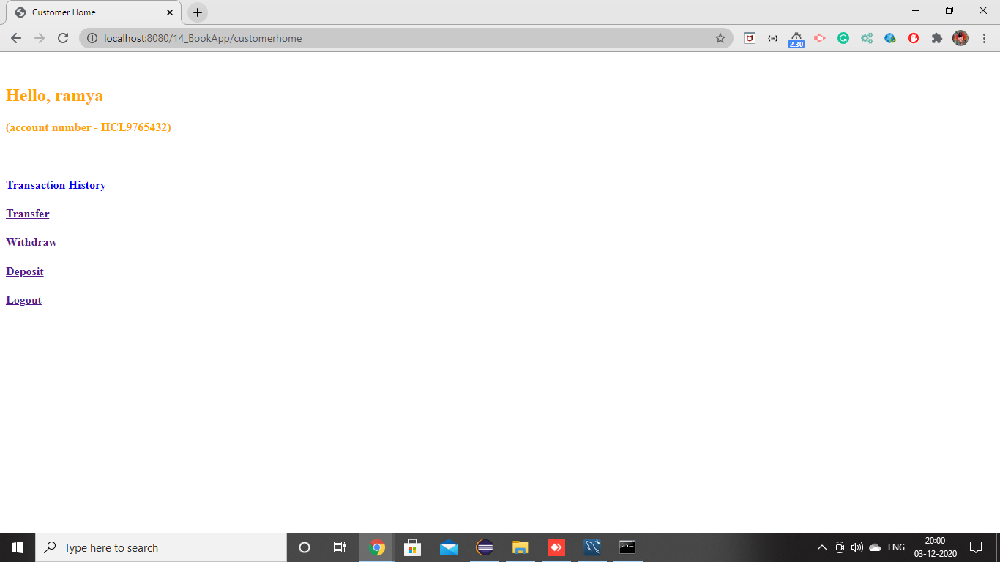 Customer Home
localhost:8080/14_BookApp/customerhome
2.30
Hello, ramya
(account number - HCL9765432)
Transaction History
Transfer
Withdraw
Deposit
Logout
Type here to search
ENG
20:00
03-12-2020